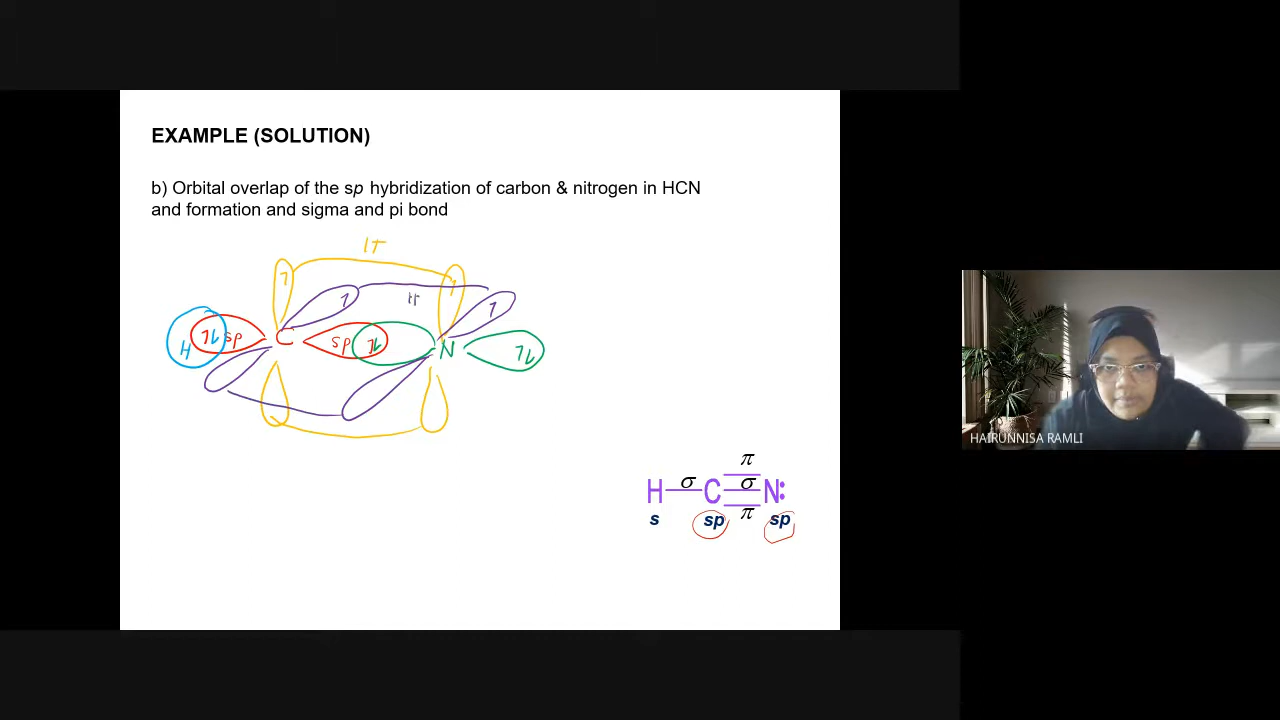 EXAMPLE (SOLUTION)
b) Orbital overlap of the sp hybridization of carbon & nitrogen in HCN
and formation and sigma and pi bond
π
π
H sp C sp N
HAIRUNNISA RAMLI
π
H σ C σ N:
π
s sp sp